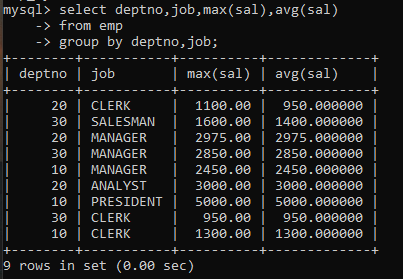 mysql> select deptno,job,max(sal),avg(sal)
    -> from emp
    -> group by deptno,job;
+--------+-----------+----------+-------------+
| deptno | job       | max(sal) | avg(sal)    |
+--------+-----------+----------+-------------+
|     20 | CLERK     |  1100.00 |  950.000000 |
|     30 | SALESMAN  |  1600.00 | 1400.000000 |
|     20 | MANAGER   |  2975.00 | 2975.000000 |
|     30 | MANAGER   |  2850.00 | 2850.000000 |
|     10 | MANAGER   |  2450.00 | 2450.000000 |
|     20 | ANALYST   |  3000.00 | 3000.000000 |
|     10 | PRESIDENT |  5000.00 | 5000.000000 |
|     30 | CLERK     |   950.00 |  950.000000 |
|     10 | CLERK     |  1300.00 | 1300.000000 |
+--------+-----------+----------+-------------+
9 rows in set (0.00 sec)